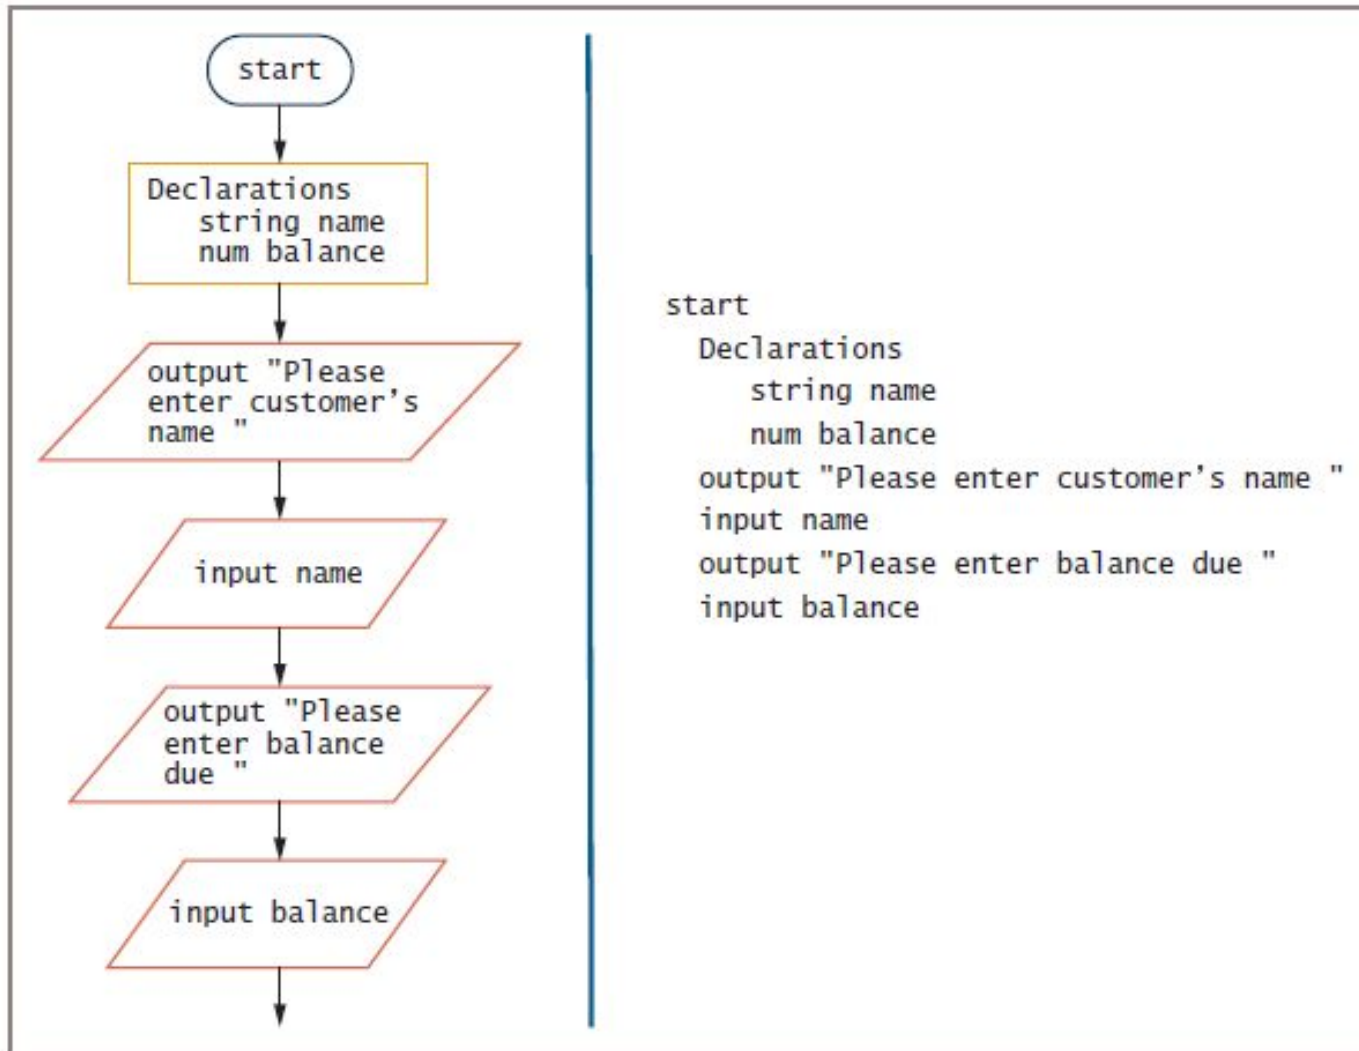 start
Declarations
string name
num balance
output "Please
enter customer’s
name "
input name
output "Please
enter balance
due "
input balance
start
Declarations
string name
num balance
output "Please enter customer’s name "
input name
output "Please enter balance due "
input balance